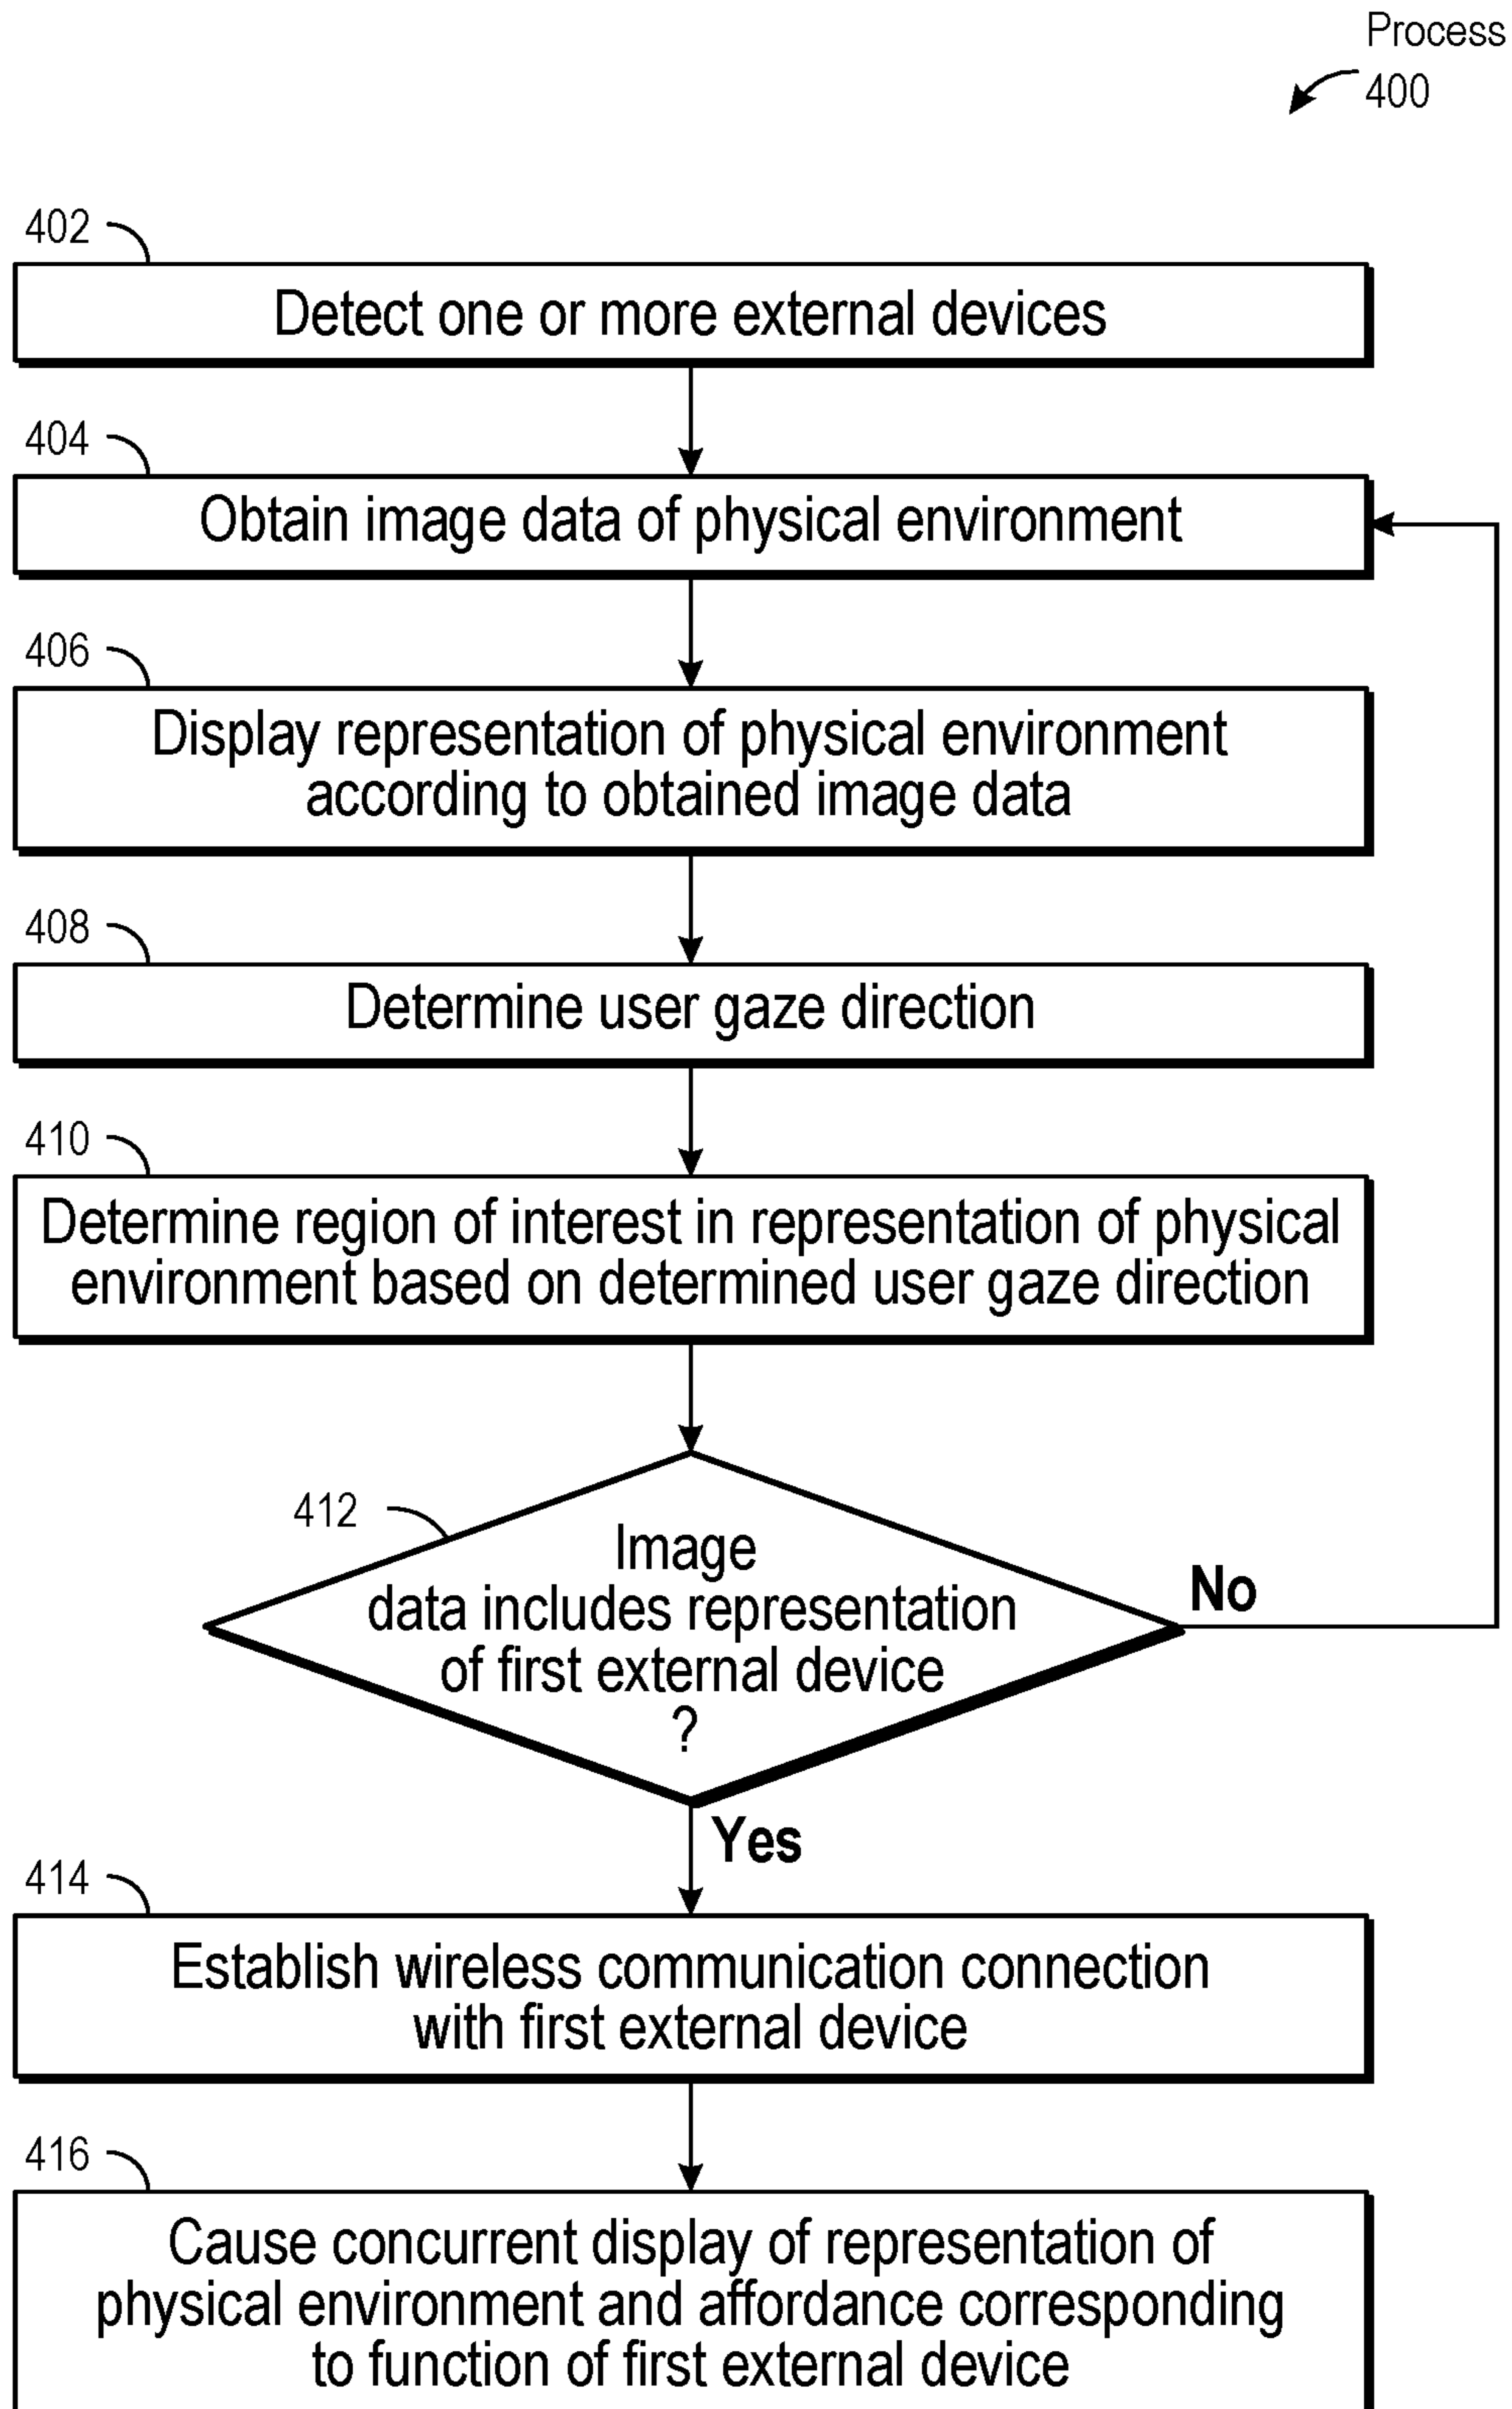 Process
400
402
Detect one or more external devices
404
Obtain image data of physical environment
406
Display representation of physical environment
according to obtained image data
408
Determine user gaze direction
410
Determine region of interest in representation of physical
environment based on determined user gaze direction
412
Image
data includes representation
of first external device
?
No
Yes
414
Establish wireless communication connection
with first external device
416
Cause concurrent display of representation of
physical environment and affordance corresponding
to function of first external device